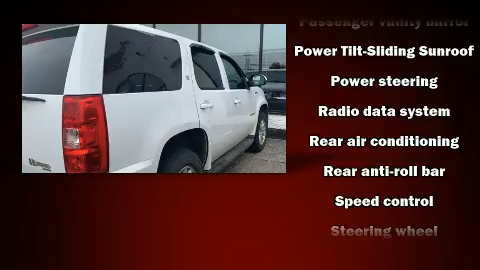 Passenger vanity mirror
Power Tilt-Sliding Sunroof
Power steering
Radio data system
Rear air conditioning
Rear anti-roll bar
Speed control
Steering wheel